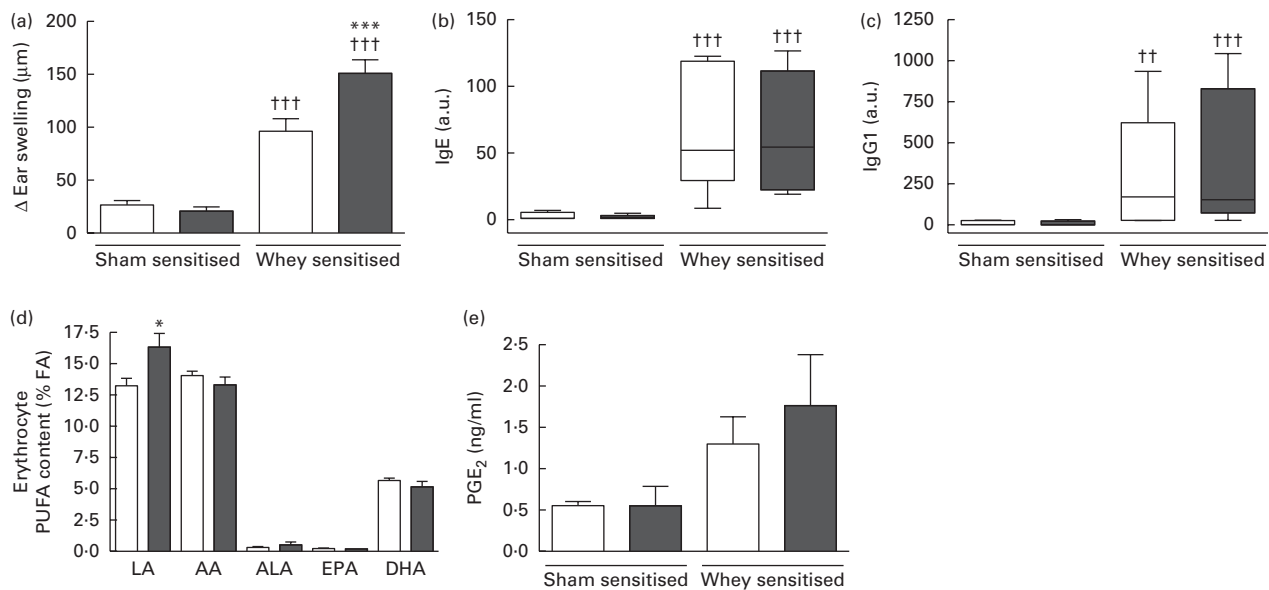 (a)
Δ Ear swelling (μm)
200
150
100
50
0
***
†††
†††
Sham sensitised
Whey sensitised
(b)
IgE (a.u.)
150
100
50
0
†††
†††
Sham sensitised
Whey sensitised
(c)
IgG1 (a.u.)
1250
1000
750
500
250
0
††
†††
Sham sensitised
Whey sensitised
(d)
Erythrocyte
PUFA content (% FA)
17·5
15·0
12·5
10·0
7·5
5·0
2·5
0·0
*
LA
AA
ALA
EPA
DHA
(e)
PGE2 (ng/ml)
2·5
2·0
1·5
1·0
0·5
0·0
Sham sensitised
Whey sensitised